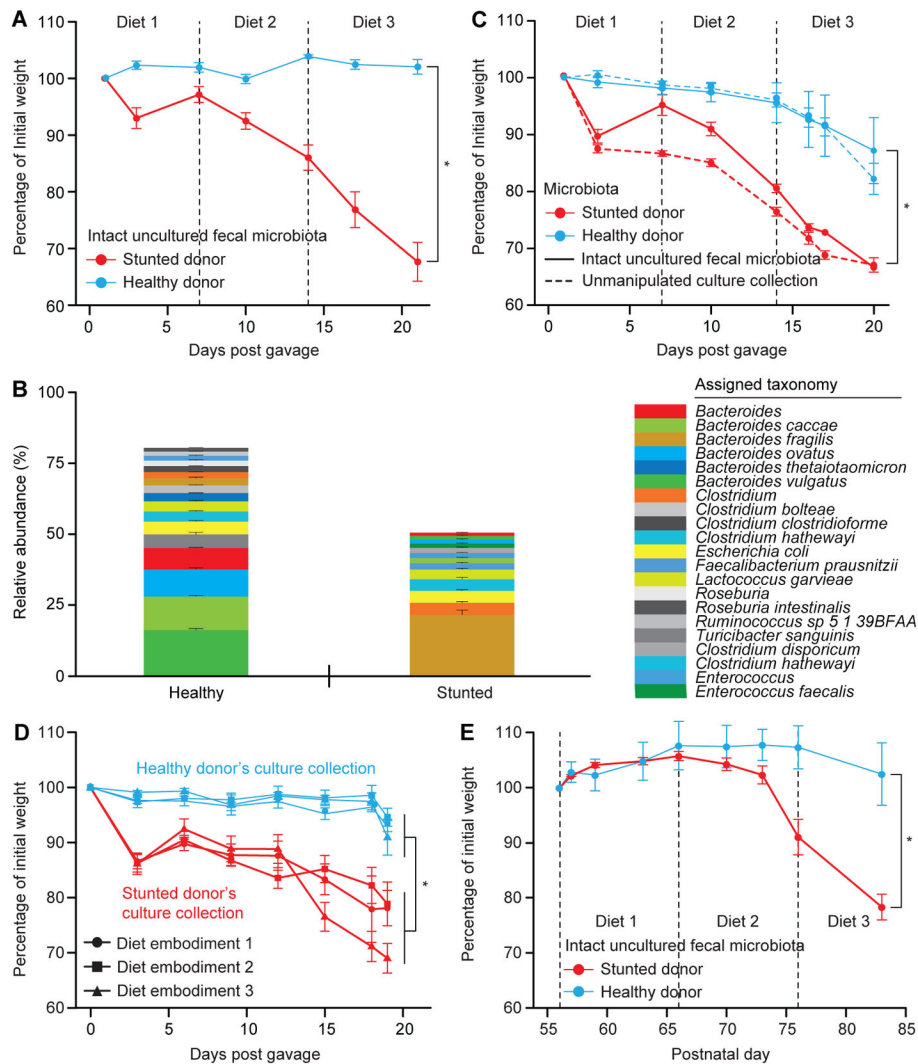 A
Diet 1 Diet 2 Diet 3
110
100
90
80
70
60
Percentage of Initial weight
Intact uncultured fecal microbiota
Stunted donor
Healthy donor
*
0 5 10 15 20
Days post gavage
C
Diet 1 Diet 2 Diet 3
110
100
90
80
70
60
Percentage of Initial weight
Microbiota
Stunted donor
Healthy donor
Intact uncultured fecal microbiota
Unmanipulated culture collection
*
0 5 10 15 20
Days post gavage
B
100
75
50
25
0
Relative abundance (%)
Healthy Stunted
Assigned taxonomy
Bacteroides
Bacteroides caccae
Bacteroides fragilis
Bacteroides ovatus
Bacteroides thetaiotaomicron
Bacteroides vulgatus
Clostridium
Clostridium bolteae
Clostridium clostridioforme
Clostridium hathewayi
Escherichia coli
Faecalibacterium prausnitzii
Lactococcus garvieae
Roseburia
Roseburia intestinalis
Ruminococcus sp 5 1 39BFAA
Turicibacter sanguinis
Clostridium disporicum
Clostridium hathewayi
Enterococcus
Enterococcus faecalis
D
110
100
90
80
70
60
Percentage of initial weight
Healthy donor's culture collection
Stunted donor's
culture collection
Diet embodiment 1
Diet embodiment 2
Diet embodiment 3
*
0 5 10 15 20
Days post gavage
E
110
100
90
80
70
60
Percentage of initial weight
Diet 1 Diet 2 Diet 3
Intact uncultured fecal microbiota
Stunted donor
Healthy donor
*
55 60 65 70 75 80 85
Postnatal day